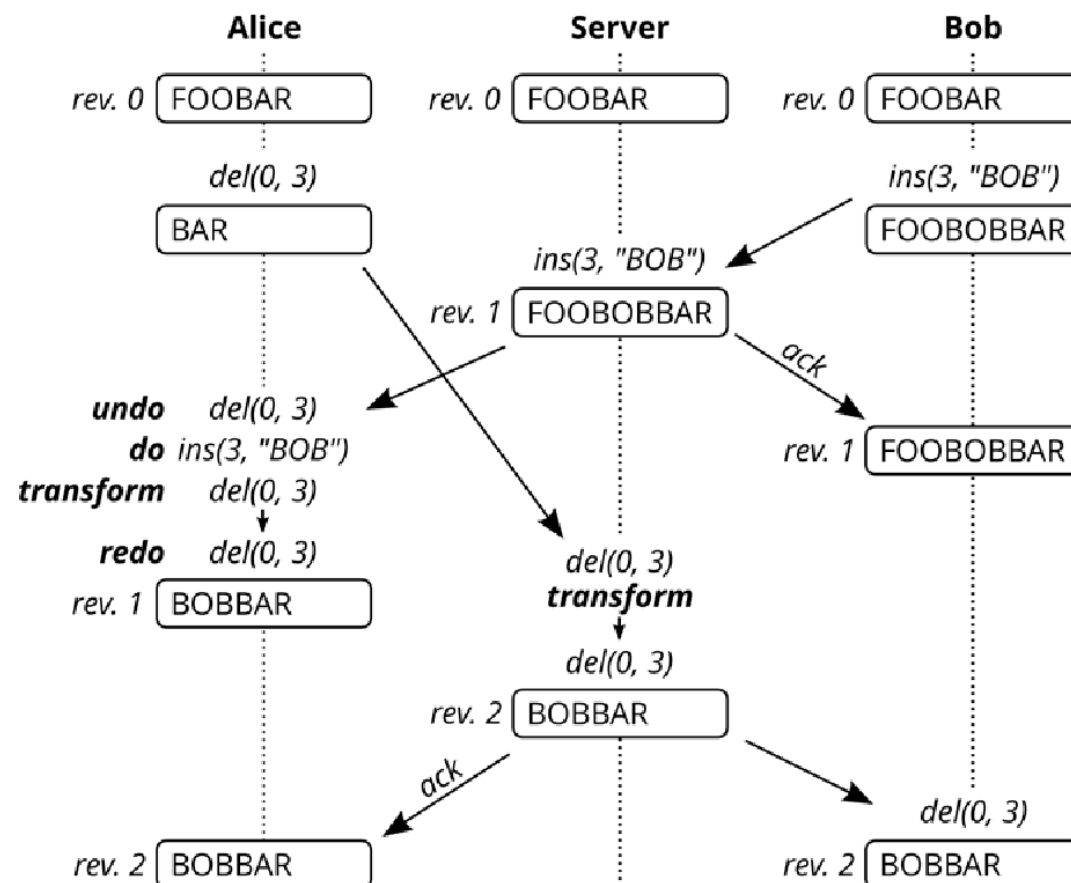 Alice Server Bob
rev. 0 FOOBAR rev. 0 FOOBAR rev. 0 FOOBAR
del(0, 3) ins(3, "BOB")
BAR FOOBOBBAR
ins(3, "BOB")
rev. 1 FOOBOBBAR
ack
undo del(0, 3)
do ins(3, "BOB") rev. 1 FOOBOBBAR
transform del(0, 3)
redo del(0, 3) del(0, 3)
rev. 1 BOBBAR transform
del(0, 3)
rev. 2 BOBBAR
ack
del(0, 3)
rev. 2 BOBBAR rev. 2 BOBBAR